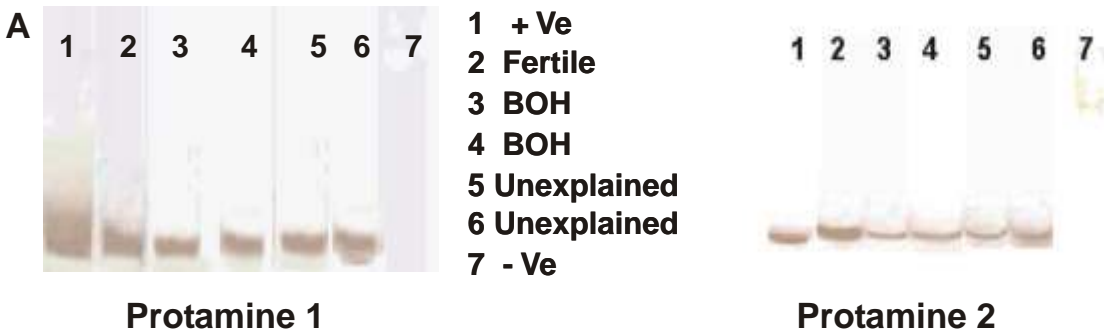 A
1 2 3 4 5 6 7
1 + Ve
2 Fertile
3 BOH
4 BOH
5 Unexplained
6 Unexplained
7 - Ve
Protamine 1
1 2 3 4 5 6 7
Protamine 2